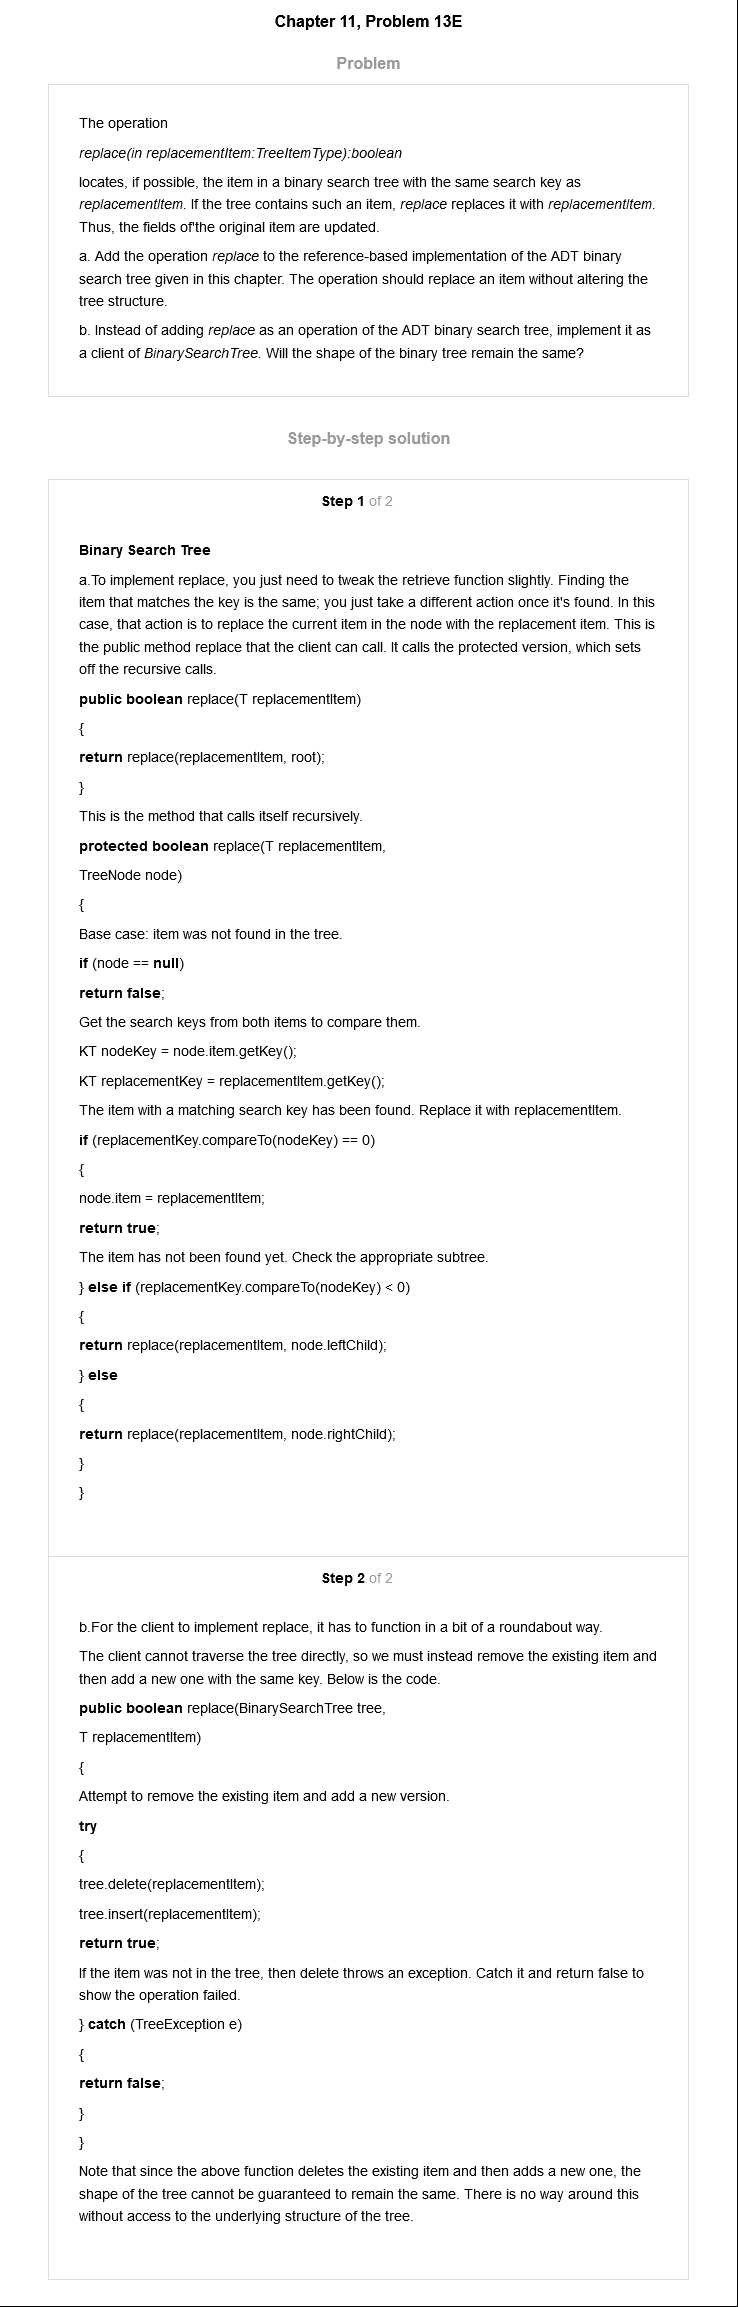 Chapter 11, Problem 13E
Problem
The operation
replace(in replacementItem:TreeItemType):boolean
locates, if possible, the item in a binary search tree with the same search key as
replacementItem. If the tree contains such an item, replace replaces it with replacementItem.
Thus, the fields of'the original item are updated.
a. Add the operation replace to the reference-based implementation of the ADT binary
search tree given in this chapter. The operation should replace an item without altering the
tree structure.
b. Instead of adding replace as an operation of the ADT binary search tree, implement it as
a client of BinarySearchTree. Will the shape of the binary tree remain the same?
Step-by-step solution
Step 1 of 2
Binary Search Tree
a.To implement replace, you just need to tweak the retrieve function slightly. Finding the
item that matches the key is the same; you just take a different action once it's found. In this
case, that action is to replace the current item in the node with the replacement item. This is
the public method replace that the client can call. It calls the protected version, which sets
off the recursive calls.
public boolean replace(T replacementItem)
{
return replace(replacementItem, root);
}
This is the method that calls itself recursively.
protected boolean replace(T replacementItem,
TreeNode node)
{
Base case: item was not found in the tree.
if (node == null)
return false;
Get the search keys from both items to compare them.
KT nodeKey = node.item.getKey();
KT replacementKey = replacementItem.getKey();
The item with a matching search key has been found. Replace it with replacementItem.
if (replacementKey.compareTo(nodeKey) == 0)
{
node.item = replacementItem;
return true;
The item has not been found yet. Check the appropriate subtree.
} else if (replacementKey.compareTo(nodeKey) < 0)
{
return replace(replacementItem, node.leftChild);
} else
{
return replace(replacementItem, node.rightChild);
}
}
Step 2 of 2
b.For the client to implement replace, it has to function in a bit of a roundabout way.
The client cannot traverse the tree directly, so we must instead remove the existing item and
then add a new one with the same key. Below is the code.
public boolean replace(BinarySearchTree tree,
T replacementItem)
{
Attempt to remove the existing item and add a new version.
try
{
tree.delete(replacementItem);
tree.insert(replacementItem);
return true;
If the item was not in the tree, then delete throws an exception. Catch it and return false to
show the operation failed.
} catch (TreeException e)
{
return false;
}
}
Note that since the above function deletes the existing item and then adds a new one, the
shape of the tree cannot be guaranteed to remain the same. There is no way around this
without access to the underlying structure of the tree.